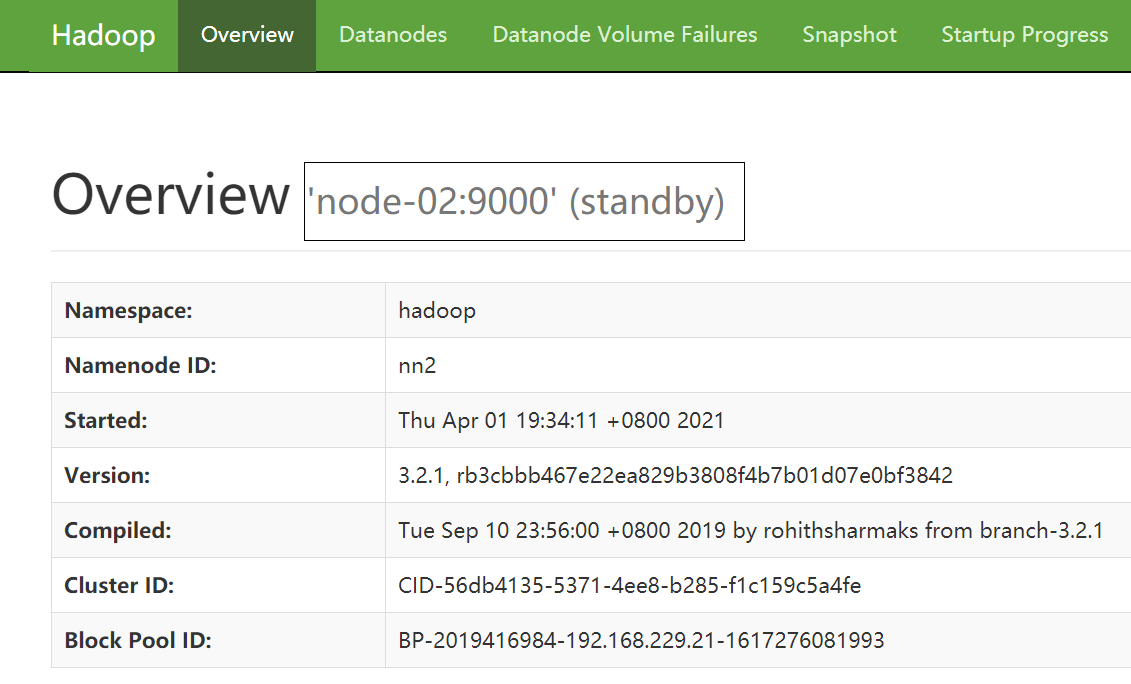 Hadoop Overview Datanodes Datanode Volume Failures Snapshot Startup Progress
Overview 'node-02:9000' (standby)
Namespace: hadoop
Namenode ID: nn2
Started: Thu Apr 01 19:34:11 +0800 2021
Version: 3.2.1, rb3cbbb467e22ea829b3808f4b7b01d07e0bf3842
Compiled: Tue Sep 10 23:56:00 +0800 2019 by rohithsharmaks from branch-3.2.1
Cluster ID: CID-56db4135-5371-4ee8-b285-f1c159c5a4fe
Block Pool ID: BP-2019416984-192.168.229.21-1617276081993